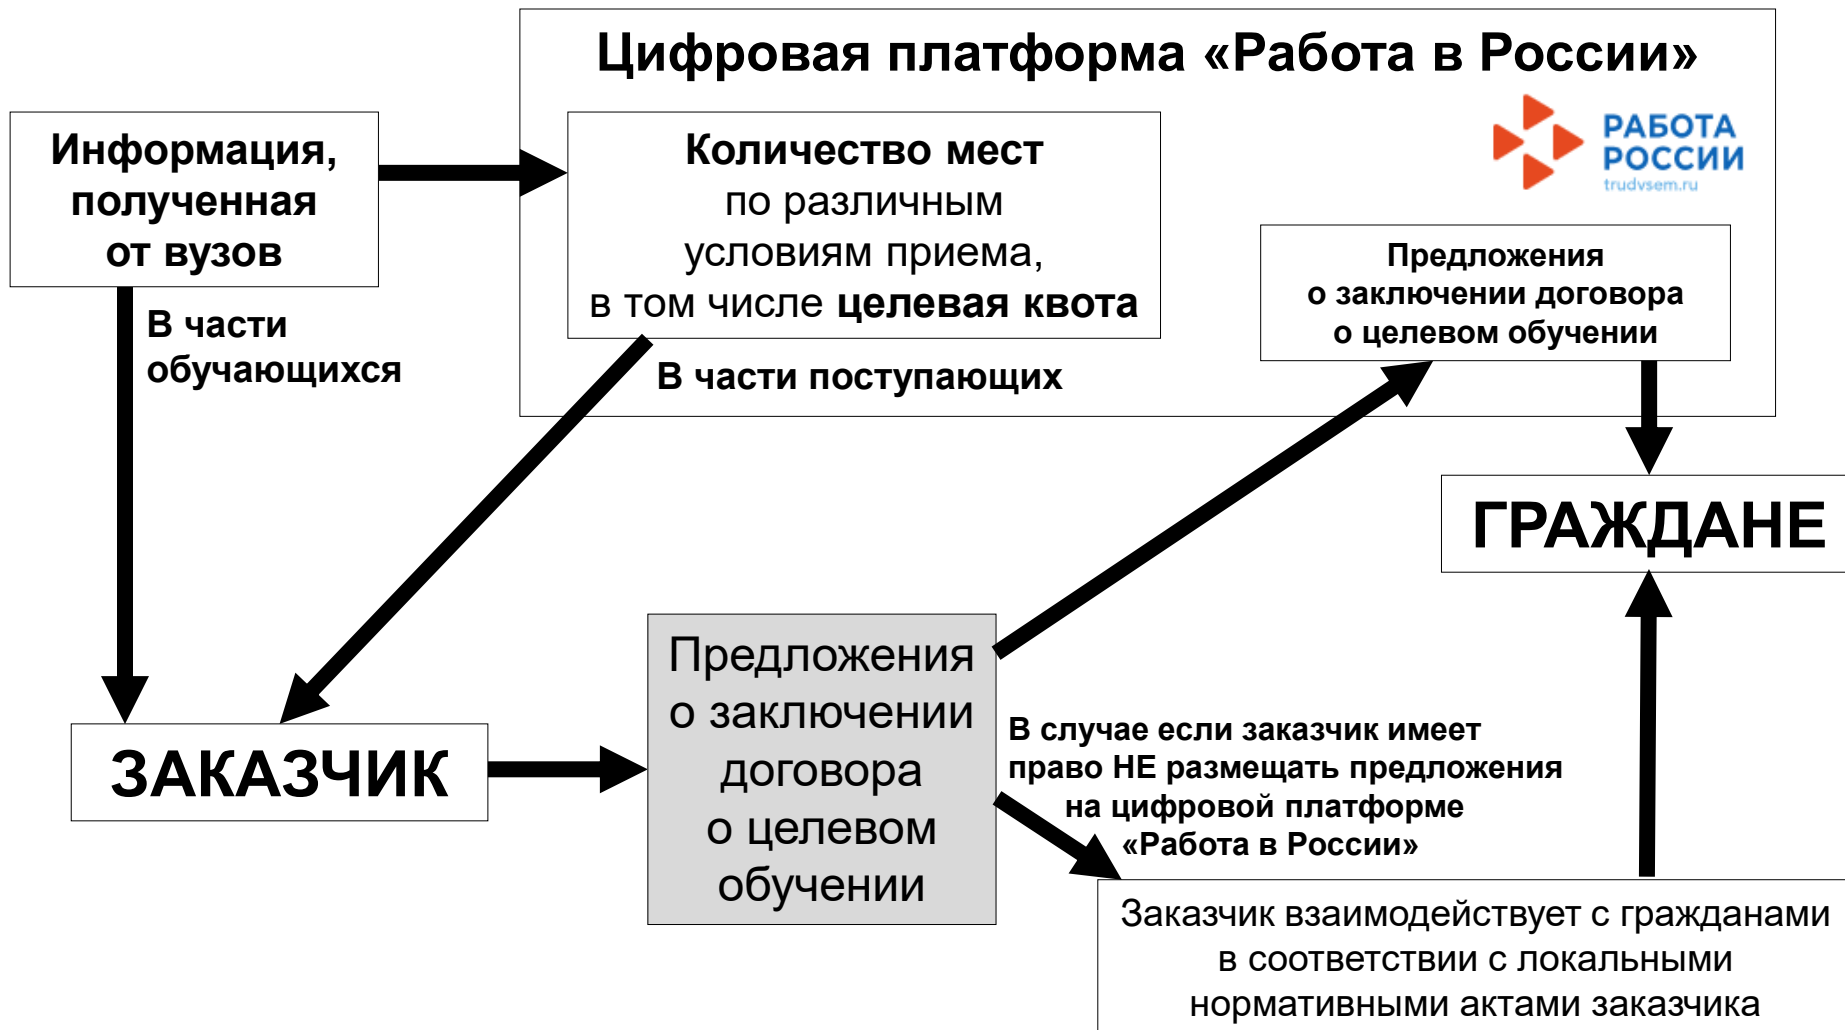 Цифровая платформа «Работа в России»
Информация,
полученная
от вузов
Количество мест
по различным
условиям приема,
в том числе целевая квота
РАБОТА
РОССИИ
trudvsem.ru
Предложения
о заключении договора
о целевом обучении
В части
обучающихся
В части поступающих
ГРАЖДАНЕ
ЗАКАЗЧИК
Предложения
о заключении
договора
о целевом
обучении
В случае если заказчик имеет
право НЕ размещать предложения
на цифровой платформе
«Работа в России»
Заказчик взаимодействует с гражданами
в соответствии с локальными
нормативными актами заказчика